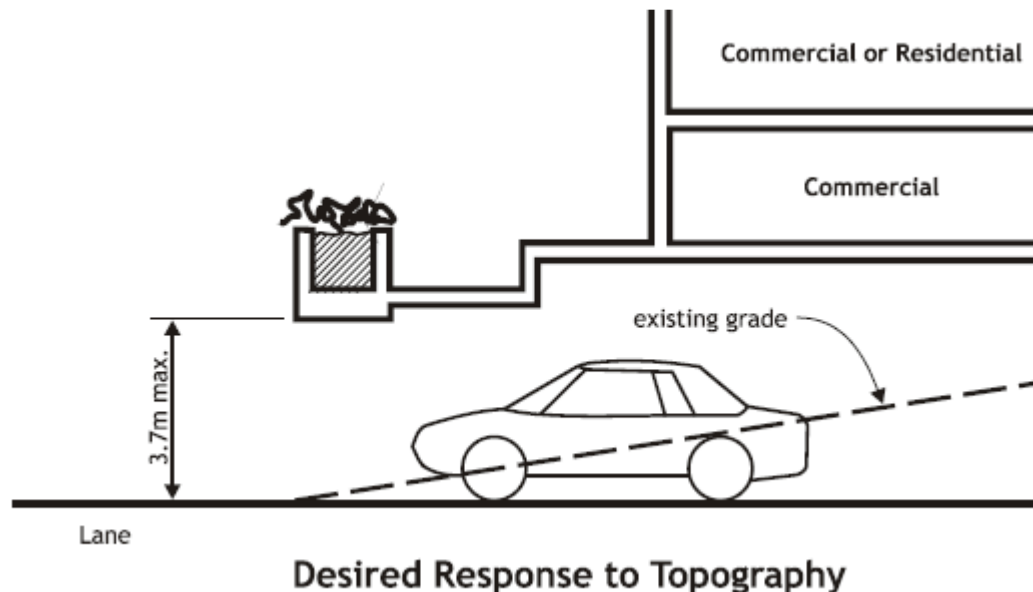 Commercial or Residential
Commercial
existing grade
3.7m max.
Lane
Desired Response to Topography